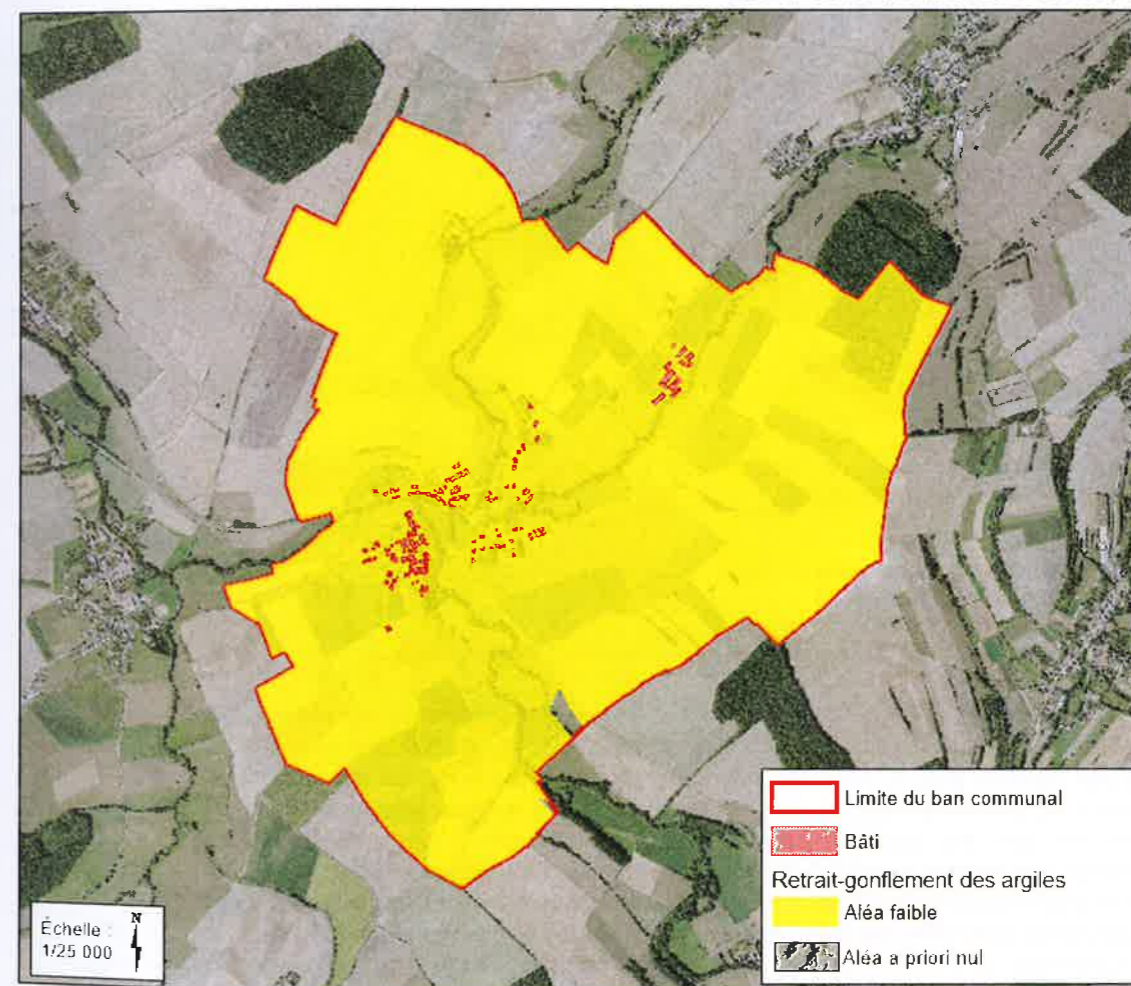 Limite du ban communal
Bâti
Retrait-gonflement des argiles
Aléa faible
Aléa a priori nul
Échelle :
1/25 000
N